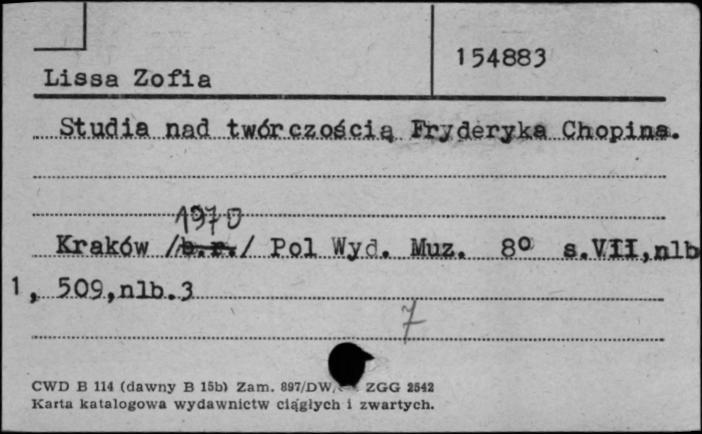 154883
Lissa Zofia
Studia nad twórczością Fryderyka Chopina.
1970
Kraków /b.r./ Pol Wyd. Muz. 8° s.VII,nlb
1, 509,nlb.3
7
CWD B 114 (dawny B 15b) Zam. 897/DW ZGG 2542
Karta katalogowa wydawnictw ciągłych i zwartych.